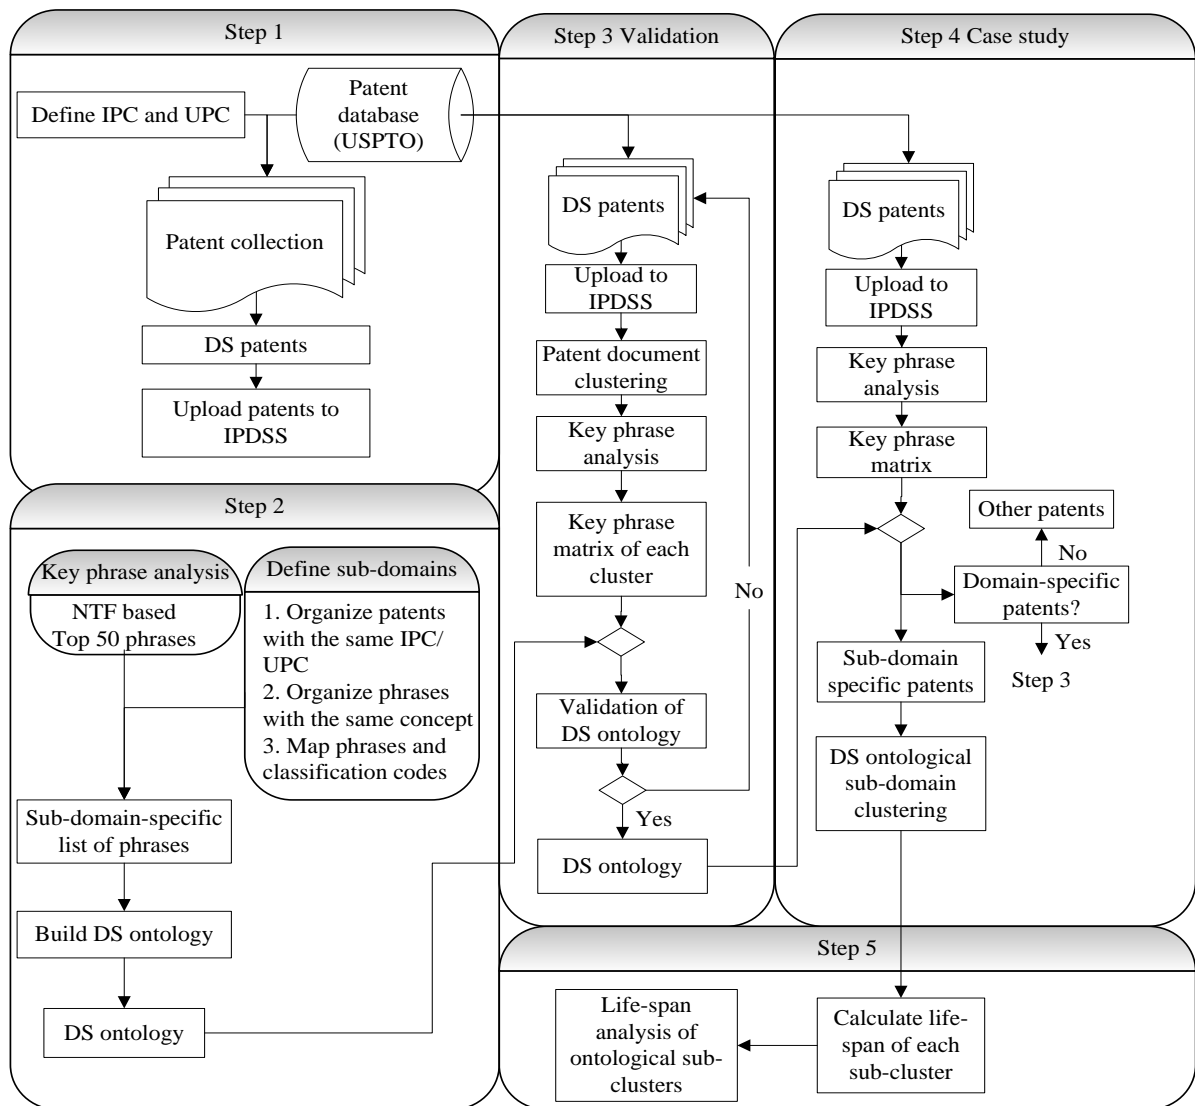 Step 1
Define IPC and UPC
Patent
database
(USPTO)
Patent collection
DS patents
Upload patents to
IPDSS
Step 2
Key phrase analysis
NTF based
Top 50 phrases
Define sub-domains
1. Organize patents
with the same IPC/
UPC
2. Organize phrases
with the same concept
3. Map phrases and
classification codes
Sub-domain-specific
list of phrases
Build DS ontology
DS ontology
Step 3 Validation
DS patents
Upload to
IPDSS
Patent document
clustering
Key phrase
analysis
Key phrase
matrix of each
cluster
No
Validation of
DS ontology
Yes
DS ontology
Step 4 Case study
DS patents
Upload to
IPDSS
Key phrase
analysis
Key phrase
matrix
Other patents
No
Domain-specific
patents?
Yes
Step 3
Sub-domain
specific patents
DS ontological
sub-domain
clustering
Step 5
Calculate life-
span of each
sub-cluster
Life-span
analysis of
ontological sub-
clusters